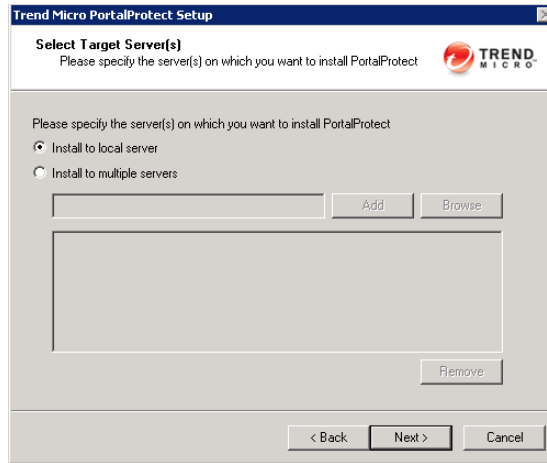 Trend Micro PortalProtect Setup
Select Target Server(s)
Please specify the server(s) on which you want to install PortalProtect
TREND
MICRO
Please specify the server(s) on which you want to install PortalProtect
Install to local server
Install to multiple servers
Add
Browse
Remove
< Back
Next >
Cancel